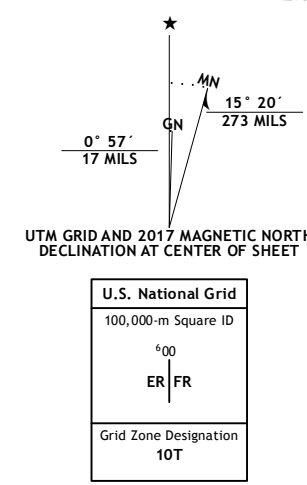 MN
GN
15° 20´
273 MILS
0° 57´
17 MILS
UTM GRID AND 2017 MAGNETIC NORTH
DECLINATION AT CENTER OF SHEET
U.S. National Grid
100,000-m Square ID
⁶00
ER FR
Grid Zone Designation
10T